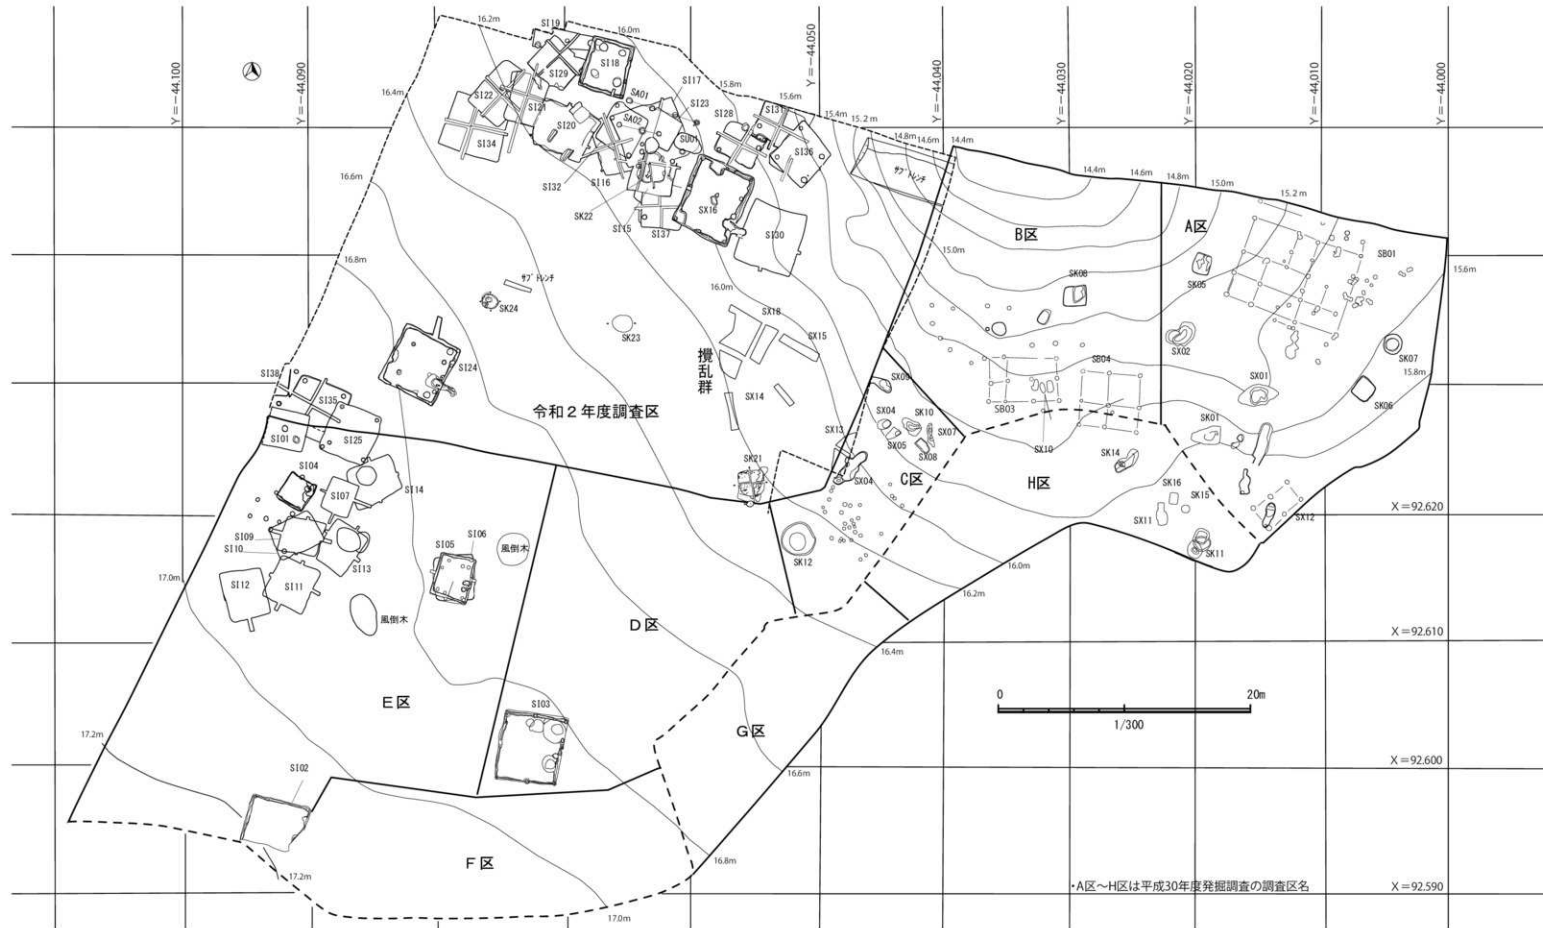 Y=-44.100
Y=-44.090
Y=-44.050
Y=-44.040
Y=-44.030
Y=-44.020
Y=-44.010
Y=-44.000
16.2m
SI19
16.0m
SI18
SI29
SI17
15.8m
SI22
SA01
SI23
15.6m
16.4m
SI21
SI28
SI31
15.4m
15.2m
SI20
SA02
SU01
14.8m
14.6m
14.4m
SI34
SI36
サブトレンチ
14.4m
14.6m
14.8m
15.0m
15.2m
16.6m
SI32
SI16
SK22
SX16
SI15
SI37
SI30
B区
A区
SB01
15.0m
16.8m
15.6m
サブトレンチ
SK08
SK05
SK24
16.0m
SX18
SX15
SK23
SX02
SK07
攪乱群
SB04
SI24
15.8m
SI38
SX09
SX01
SI35
SX14
SB03
SK06
令和2年度調査区
SX04
SK10
SX07
SK01
SI01
SI25
SX05
SX13
SX08
SX10
SK14
SI04
SK21
SX04
C区
H区
SI07
SI14
SK16
SK15
X=92.620
SX11
SX12
SI09
SI06
風倒木
SI10
SI05
SK12
SK11
SI13
16.0m
17.0m
SI12
SI11
16.2m
風倒木
D区
X=92.610
16.4m
E区
SI03
0
20m
G区
1/300
17.2m
X=92.600
SI02
16.6m
F区
16.8m
17.2m
・A区～H区は平成30年度発掘調査の調査区名
X=92.590
17.0m